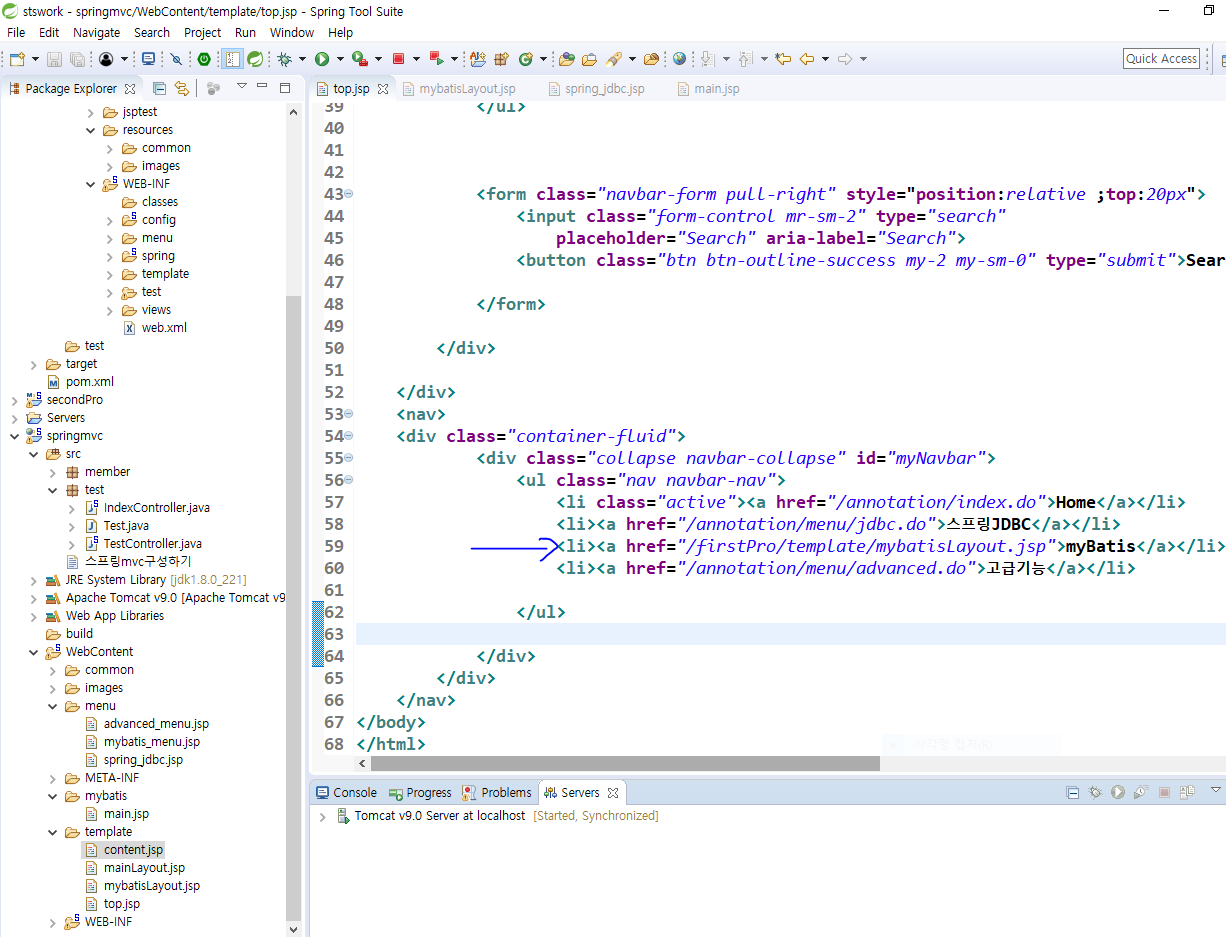 stswork - springmvc/WebContent/template/top.jsp - Spring Tool Suite
File Edit Navigate Search Project Run Window Help
Quick Access
Package Explorer
top.jsp mybatisLayout.jsp spring_jdbc.jsp main.jsp
jsptest
resources
common
images
WEB-INF
classes
config
menu
spring
template
test
views
web.xml
test
target
pom.xml
secondPro
Servers
springmvc
src
member
test
IndexController.java
Test.java
TestController.java
스프링mvc구성하기
JRE System Library [jdk1.8.0_221]
Apache Tomcat v9.0 [Apache Tomcat v9
Web App Libraries
build
WebContent
common
images
menu
advanced_menu.jsp
mybatis_menu.jsp
spring_jdbc.jsp
META-INF
mybatis
main.jsp
template
content.jsp
mainLayout.jsp
mybatisLayout.jsp
top.jsp
WEB-INF
39 </ul>
40
41
42
43 <form class="navbar-form pull-right" style="position:relative ;top:20px">
44 <input class="form-control mr-sm-2" type="search"
45 placeholder="Search" aria-label="Search">
46 <button class="btn btn-outline-success my-2 my-sm-0" type="submit">Sear
47
48 </form>
49
50 </div>
51
52 </div>
53 <nav>
54 <div class="container-fluid">
55 <div class="collapse navbar-collapse" id="myNavbar">
56 <ul class="nav navbar-nav">
57 <li class="active"><a href="/annotation/index.do">Home</a></li>
58 <li><a href="/annotation/menu/jdbc.do">스프링JDBC</a></li>
59 <li><a href="/firstPro/template/mybatisLayout.jsp">myBatis</a></li>
60 <li><a href="/annotation/menu/advanced.do">고급기능</a></li>
61
62 </ul>
63
64 </div>
65 </div>
66 </nav>
67 </body>
68 </html>
Console Progress Problems Servers
Tomcat v9.0 Server at localhost [Started, Synchronized]